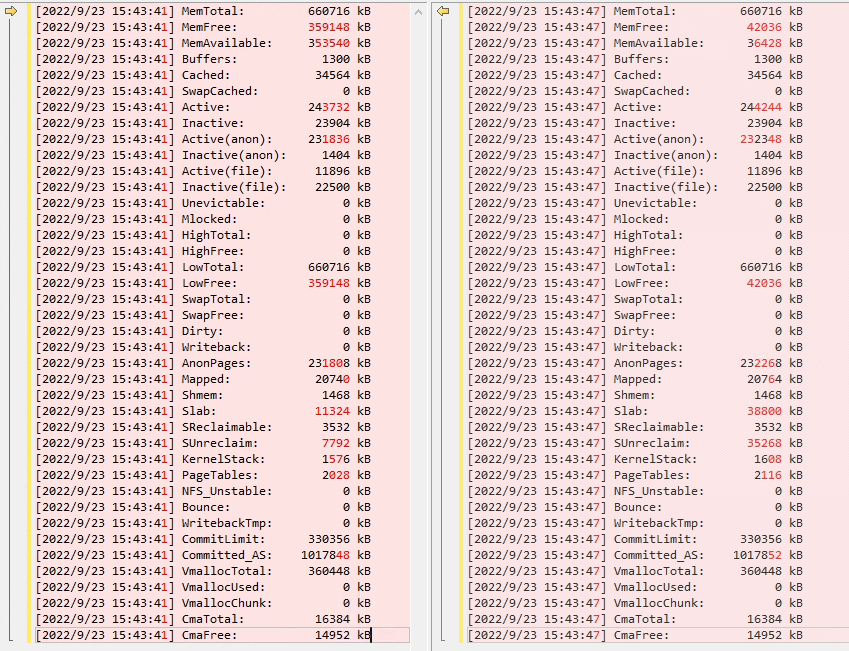 [2022/9/23 15:43:41] MemTotal: 660716 kB
[2022/9/23 15:43:41] MemFree: 359148 kB
[2022/9/23 15:43:41] MemAvailable: 353540 kB
[2022/9/23 15:43:41] Buffers: 1300 kB
[2022/9/23 15:43:41] Cached: 34564 kB
[2022/9/23 15:43:41] SwapCached: 0 kB
[2022/9/23 15:43:41] Active: 243732 kB
[2022/9/23 15:43:41] Inactive: 23904 kB
[2022/9/23 15:43:41] Active(anon): 231836 kB
[2022/9/23 15:43:41] Inactive(anon): 1404 kB
[2022/9/23 15:43:41] Active(file): 11896 kB
[2022/9/23 15:43:41] Inactive(file): 22500 kB
[2022/9/23 15:43:41] Unevictable: 0 kB
[2022/9/23 15:43:41] Mlocked: 0 kB
[2022/9/23 15:43:41] HighTotal: 0 kB
[2022/9/23 15:43:41] HighFree: 0 kB
[2022/9/23 15:43:41] LowTotal: 660716 kB
[2022/9/23 15:43:41] LowFree: 359148 kB
[2022/9/23 15:43:41] SwapTotal: 0 kB
[2022/9/23 15:43:41] SwapFree: 0 kB
[2022/9/23 15:43:41] Dirty: 0 kB
[2022/9/23 15:43:41] Writeback: 0 kB
[2022/9/23 15:43:41] AnonPages: 231808 kB
[2022/9/23 15:43:41] Mapped: 20740 kB
[2022/9/23 15:43:41] Shmem: 1468 kB
[2022/9/23 15:43:41] Slab: 11324 kB
[2022/9/23 15:43:41] SReclaimable: 3532 kB
[2022/9/23 15:43:41] SUnreclaim: 7792 kB
[2022/9/23 15:43:41] KernelStack: 1576 kB
[2022/9/23 15:43:41] PageTables: 2028 kB
[2022/9/23 15:43:41] NFS_Unstable: 0 kB
[2022/9/23 15:43:41] Bounce: 0 kB
[2022/9/23 15:43:41] WritebackTmp: 0 kB
[2022/9/23 15:43:41] CommitLimit: 330356 kB
[2022/9/23 15:43:41] Committed_AS: 1017848 kB
[2022/9/23 15:43:41] VmallocTotal: 360448 kB
[2022/9/23 15:43:41] VmallocUsed: 0 kB
[2022/9/23 15:43:41] VmallocChunk: 0 kB
[2022/9/23 15:43:41] CmaTotal: 16384 kB
[2022/9/23 15:43:41] CmaFree: 14952 kB
[2022/9/23 15:43:47] MemTotal: 660716 kB
[2022/9/23 15:43:47] MemFree: 42036 kB
[2022/9/23 15:43:47] MemAvailable: 36428 kB
[2022/9/23 15:43:47] Buffers: 1300 kB
[2022/9/23 15:43:47] Cached: 34564 kB
[2022/9/23 15:43:47] SwapCached: 0 kB
[2022/9/23 15:43:47] Active: 244244 kB
[2022/9/23 15:43:47] Inactive: 23904 kB
[2022/9/23 15:43:47] Active(anon): 232348 kB
[2022/9/23 15:43:47] Inactive(anon): 1404 kB
[2022/9/23 15:43:47] Active(file): 11896 kB
[2022/9/23 15:43:47] Inactive(file): 22500 kB
[2022/9/23 15:43:47] Unevictable: 0 kB
[2022/9/23 15:43:47] Mlocked: 0 kB
[2022/9/23 15:43:47] HighTotal: 0 kB
[2022/9/23 15:43:47] HighFree: 0 kB
[2022/9/23 15:43:47] LowTotal: 660716 kB
[2022/9/23 15:43:47] LowFree: 42036 kB
[2022/9/23 15:43:47] SwapTotal: 0 kB
[2022/9/23 15:43:47] SwapFree: 0 kB
[2022/9/23 15:43:47] Dirty: 0 kB
[2022/9/23 15:43:47] Writeback: 0 kB
[2022/9/23 15:43:47] AnonPages: 232268 kB
[2022/9/23 15:43:47] Mapped: 20764 kB
[2022/9/23 15:43:47] Shmem: 1468 kB
[2022/9/23 15:43:47] Slab: 38800 kB
[2022/9/23 15:43:47] SReclaimable: 3532 kB
[2022/9/23 15:43:47] SUnreclaim: 35268 kB
[2022/9/23 15:43:47] KernelStack: 1608 kB
[2022/9/23 15:43:47] PageTables: 2116 kB
[2022/9/23 15:43:47] NFS_Unstable: 0 kB
[2022/9/23 15:43:47] Bounce: 0 kB
[2022/9/23 15:43:47] WritebackTmp: 0 kB
[2022/9/23 15:43:47] CommitLimit: 330356 kB
[2022/9/23 15:43:47] Committed_AS: 1017852 kB
[2022/9/23 15:43:47] VmallocTotal: 360448 kB
[2022/9/23 15:43:47] VmallocUsed: 0 kB
[2022/9/23 15:43:47] VmallocChunk: 0 kB
[2022/9/23 15:43:47] CmaTotal: 16384 kB
[2022/9/23 15:43:47] CmaFree: 14952 kB